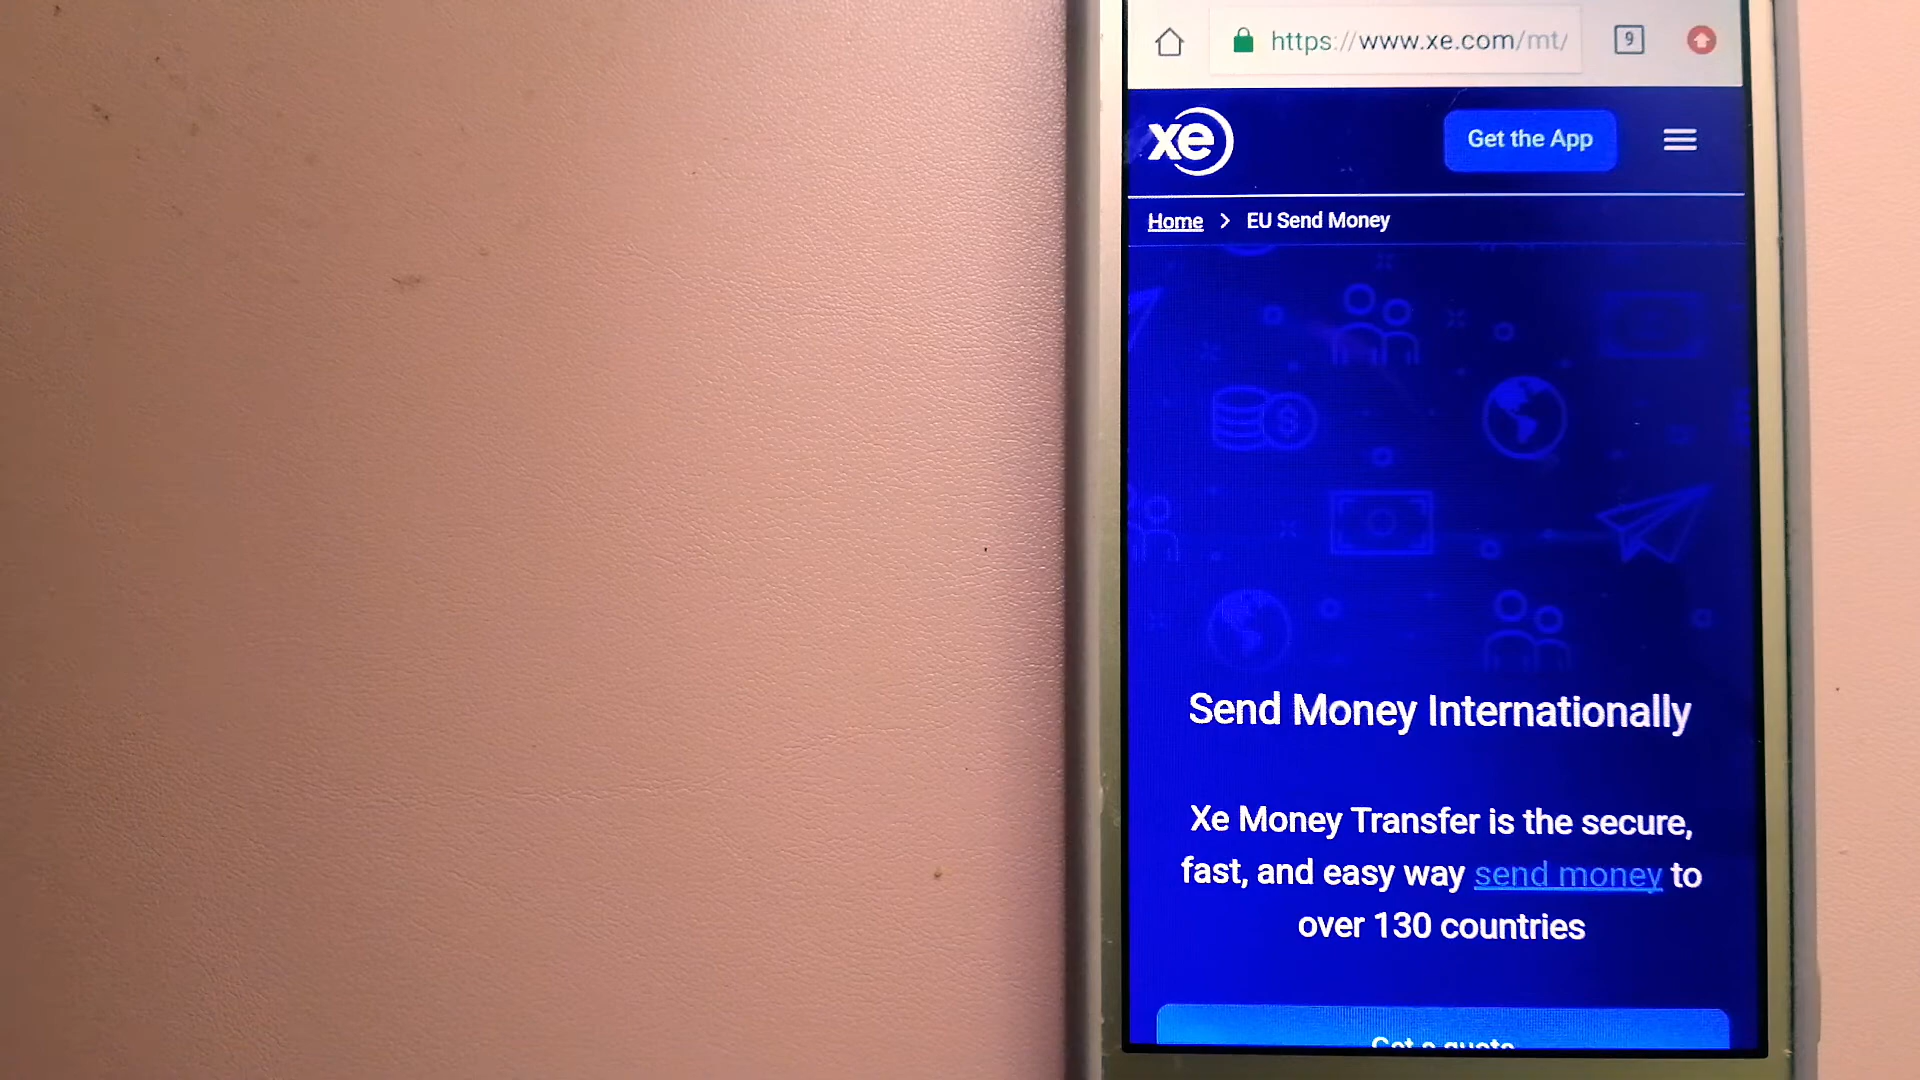 https://www.xe.com/mt/
9
xe
Get the App
Home > EU Send Money
Send Money Internationally
Xe Money Transfer is the secure,
fast, and easy way send money to
over 130 countries
Get a quote